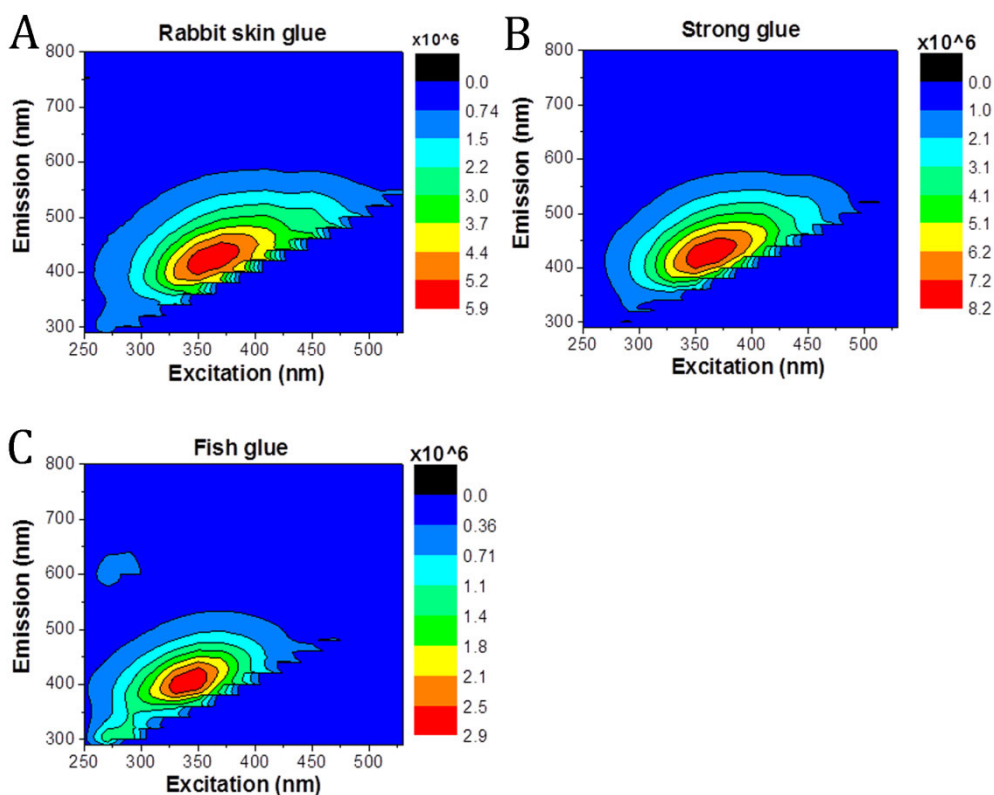 A
Rabbit skin glue
x10^6
800
700
600
500
400
300
Emission (nm)
0.0
0.74
1.5
2.2
3.0
3.7
4.4
5.2
5.9
250 300 350 400 450 500
Excitation (nm)
B
Strong glue
x10^6
800
700
600
500
400
300
Emission (nm)
0.0
1.0
2.1
3.1
4.1
5.1
6.2
7.2
8.2
250 300 350 400 450 500
Excitation (nm)
C
Fish glue
x10^6
800
700
600
500
400
300
Emission (nm)
0.0
0.36
0.71
1.1
1.4
1.8
2.1
2.5
2.9
250 300 350 400 450 500
Excitation (nm)